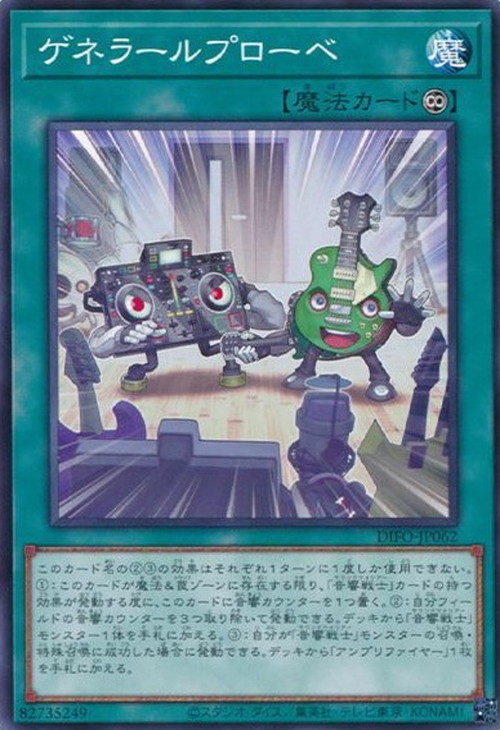 ゲネラールプローベ
魔
【魔法カード】
DIFO-JP062
このカード名の②③の効果はそれぞれ1ターンに1度しか使用できない。
①：このカードが魔法&罠ゾーンに存在する限り、「音響戦士」カードの持つ
効果が発動する度に、このカードに音響カウンターを1つ置く。②：自分フィー
ルドの音響カウンターを3つ取り除いて発動できる。デッキから「音響戦士」
モンスター1体を手札に加える。③：自分が「音響戦士」モンスターの召喚・
特殊召喚に成功した場合に発動できる。デッキから「アンプリファイヤー」1枚
を手札に加える。
82735249
©スタジオ・ダイス／集英社・テレビ東京・KONAMI